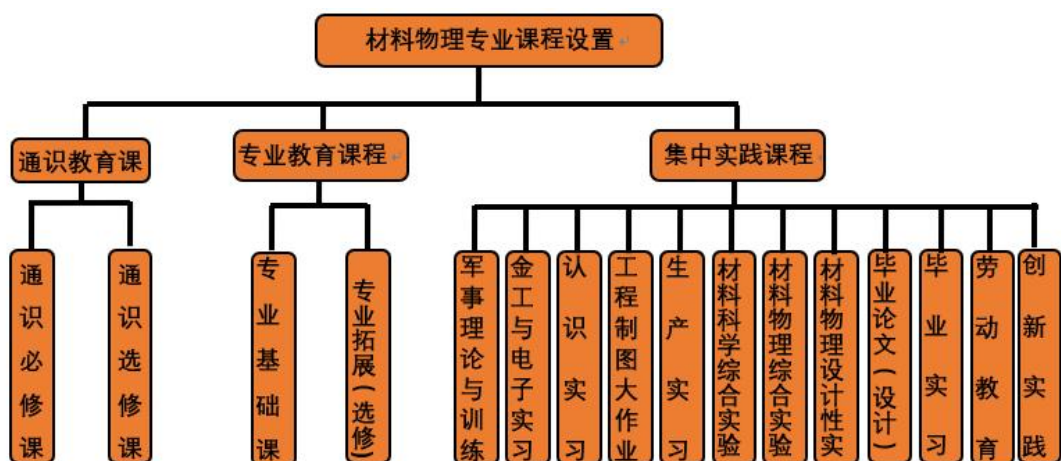 材料物理专业课程设置
通识教育课
专业教育课程
集中实践课程
通识必修课
通识选修课
专业基础课
专业拓展(选修)
军事理论与训练
金工与电子实习
认识实习
工程制图大作业
生产实习
材料科学综合实验
材料物理综合实验
材料物理设计性实
毕业论文(设计)
毕业实习
劳动教育
创新实践